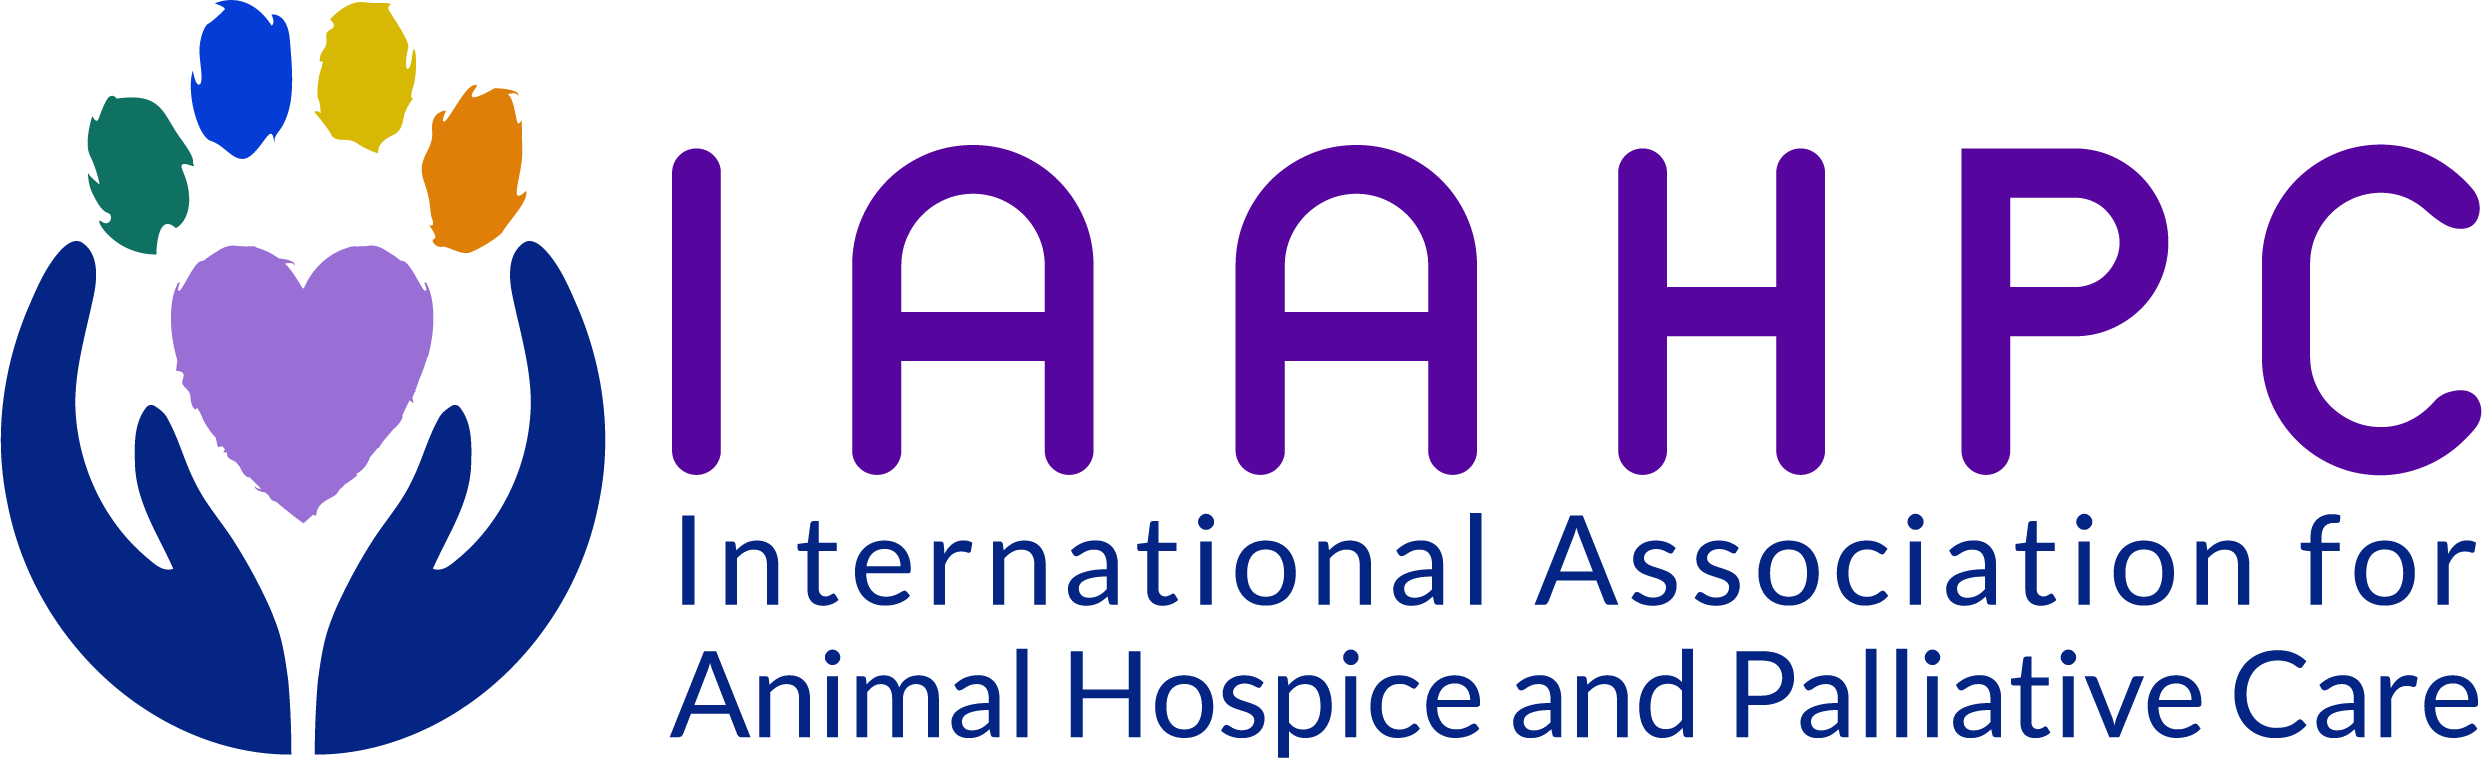 IAAHPC
International Association for
Animal Hospice and Palliative Care